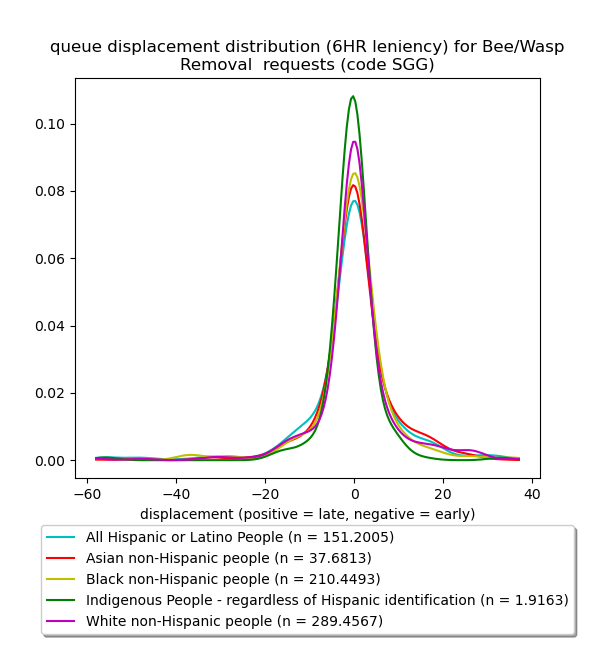 queue displacement distribution (6HR leniency) for Bee/Wasp
Removal  requests (code SGG)
0.10
0.08
0.06
0.04
0.02
0.00
−60 −40 −20 0 20 40
displacement (positive = late, negative = early)
All Hispanic or Latino People (n = 151.2005)
Asian non-Hispanic people (n = 37.6813)
Black non-Hispanic people (n = 210.4493)
Indigenous People - regardless of Hispanic identification (n = 1.9163)
White non-Hispanic people (n = 289.4567)